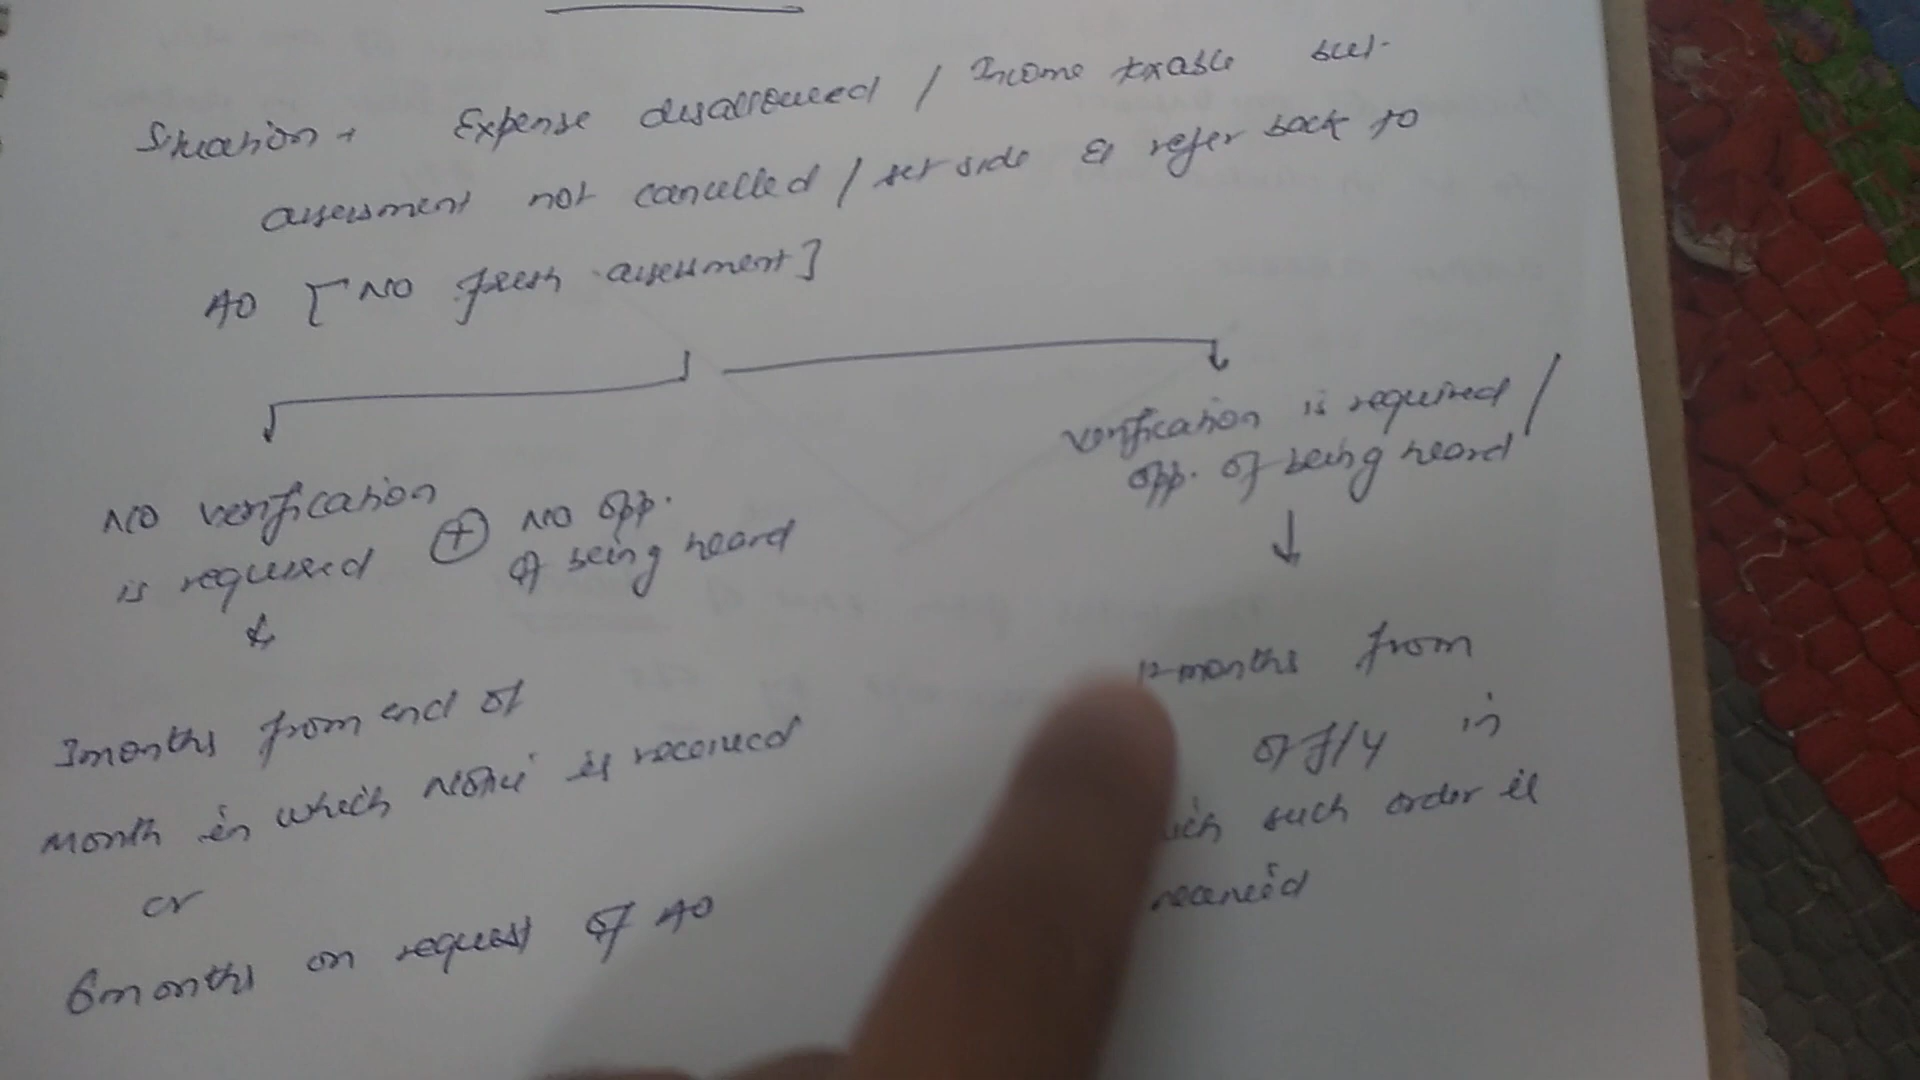 Situation → Expense disallowed / Income taxable but
assessment not cancelled / set side & refer back to
AO [NO fresh assessment]
NO verification
is required ⊕ NO opp.
of being heard
3months from end of
month in which notice is received
or
6months on request of AO
verification is required /
opp. of being heard
12months from
of f/y in
such order is
received